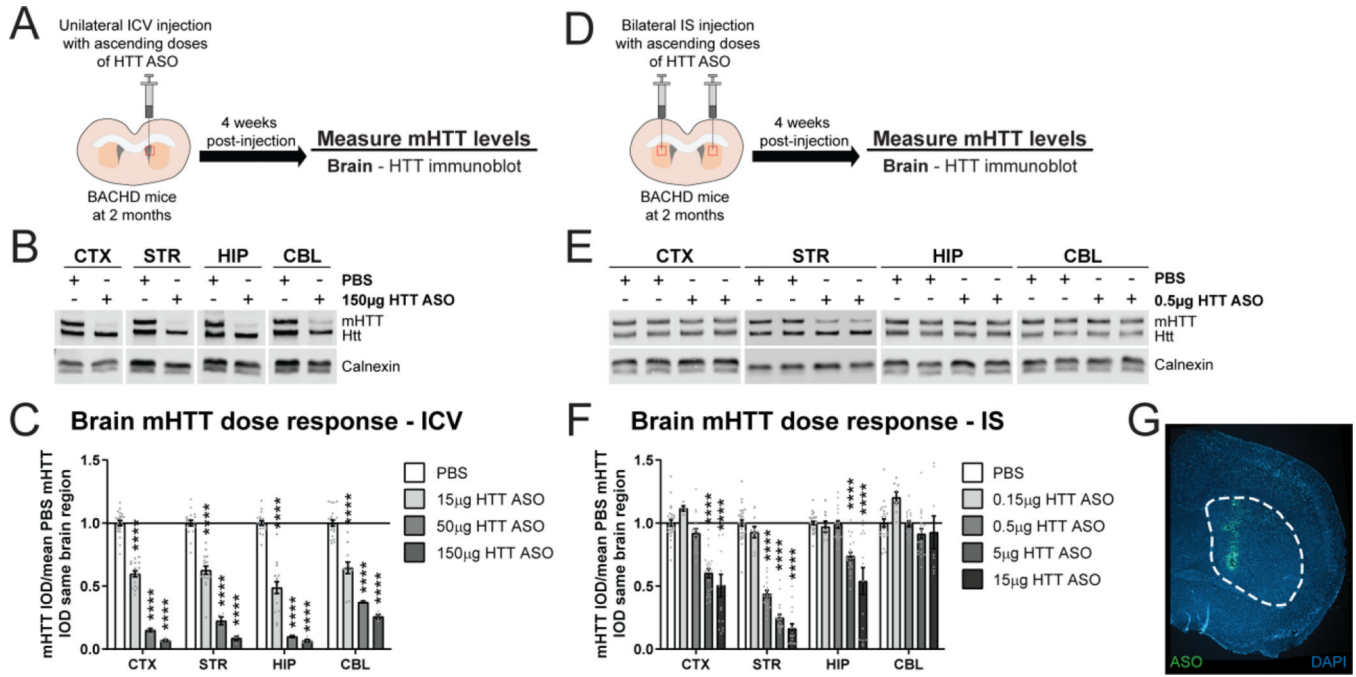 A
Unilateral ICV injection
with ascending doses
of HTT ASO
4 weeks
post-injection
Measure mHTT levels
Brain - HTT immunoblot
BACHD mice
at 2 months
D
Bilateral IS injection
with ascending doses
of HTT ASO
4 weeks
post-injection
Measure mHTT levels
Brain - HTT immunoblot
BACHD mice
at 2 months
B
CTX STR HIP CBL
+ - + - + - + - PBS
- + - + - + - + 150µg HTT ASO
mHTT
Htt
Calnexin
E
CTX STR HIP CBL
+ + - - + + - - + + - - + + - - PBS
- - + + - - + + - - + + - - + + 0.5µg HTT ASO
mHTT
Htt
Calnexin
C Brain mHTT dose response - ICV
mHTT IOD/mean PBS mHTT
IOD same brain region
1.5
1.0
0.5
0.0
**** **** ****
**** **** ****
**** **** ****
**** **** ****
CTX STR HIP CBL
PBS
15µg HTT ASO
50µg HTT ASO
150µg HTT ASO
F Brain mHTT dose response - IS
mHTT IOD/mean PBS mHTT
IOD same brain region
1.5
1.0
0.5
0.0
**** ****
**** **** ****
**** ****
CTX STR HIP CBL
PBS
0.15µg HTT ASO
0.5µg HTT ASO
5µg HTT ASO
15µg HTT ASO
G
ASO DAPI